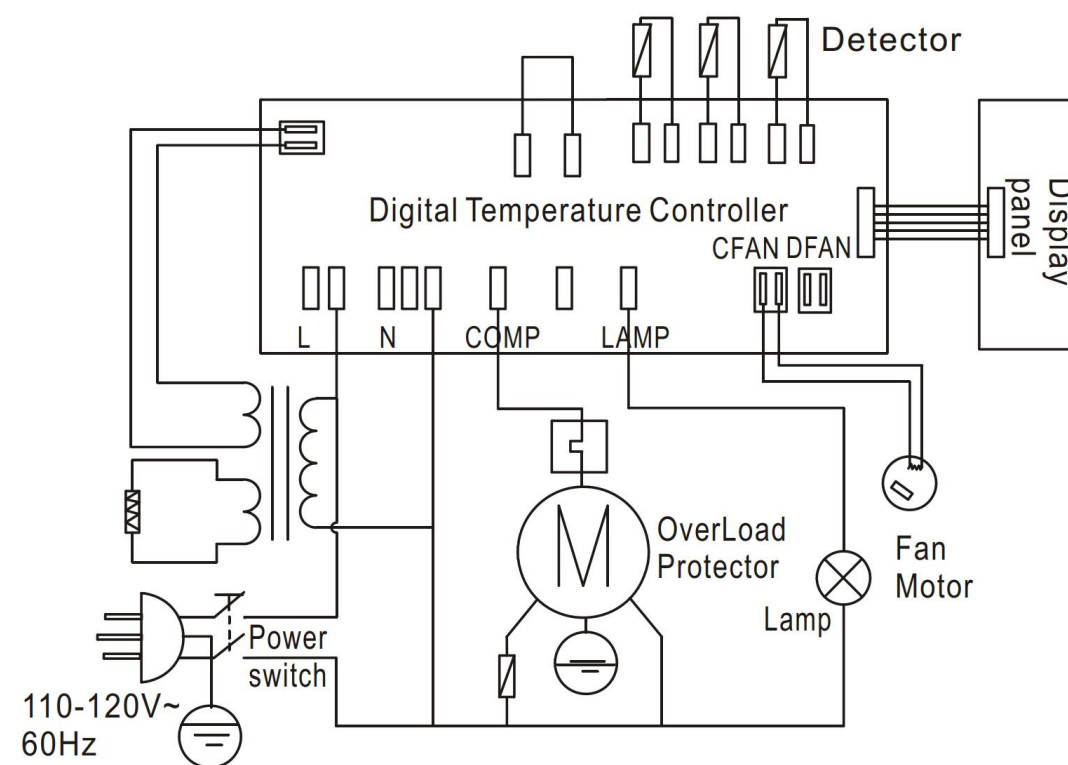 Detector
Digital Temperature Controller
Display
panel
CFAN DFAN
L
N
COMP
LAMP
M
OverLoad
Protector
Fan
Motor
Lamp
Power
switch
110-120V~
60Hz